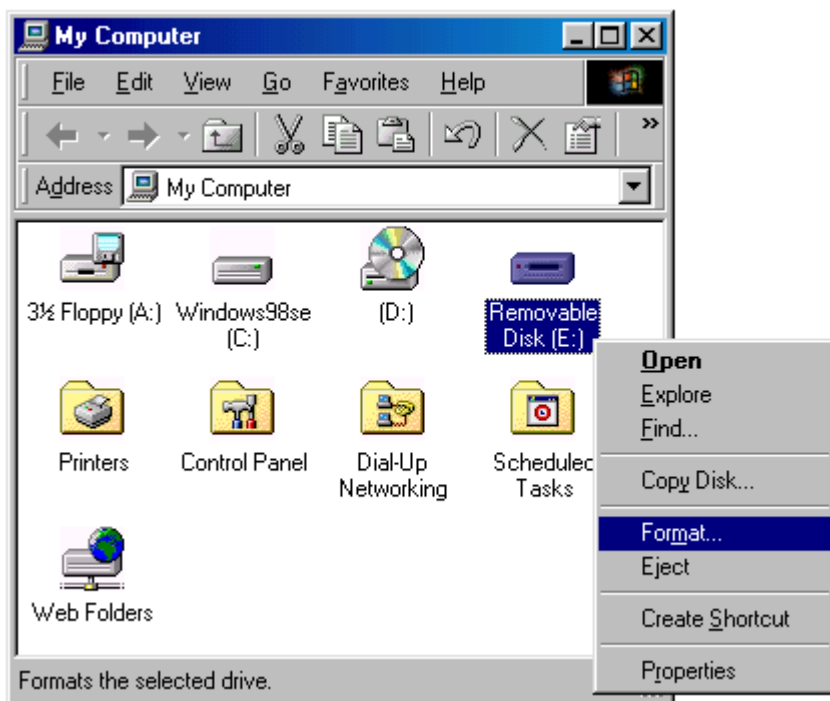 My Computer
File Edit View Go Favorites Help
»
Address My Computer
3½ Floppy (A:) Windows98se (C:) (D:) Removable Disk (E:)
Printers Control Panel Dial-Up Networking Scheduled Tasks
Web Folders
Open
Explore
Find...
Copy Disk...
Format...
Eject
Create Shortcut
Properties
Formats the selected drive.